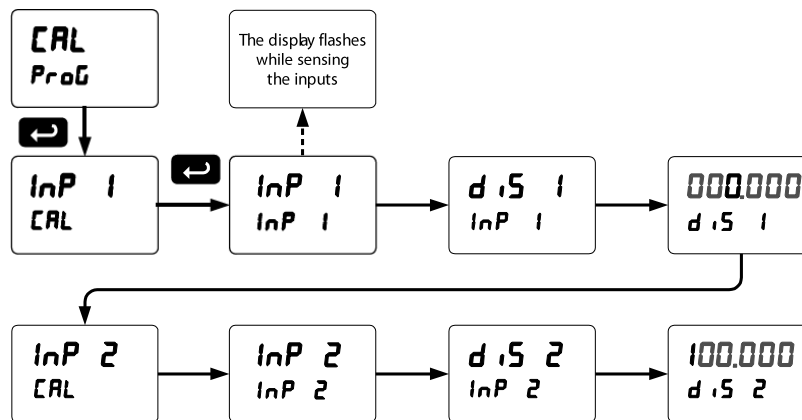 CAL
ProG
The display flashes
while sensing
the inputs
InP 1
CAL
InP 1
InP 1
diS 1
InP 1
000.000
diS 1
InP 2
CAL
InP 2
InP 2
diS 2
InP 2
100.000
diS 2